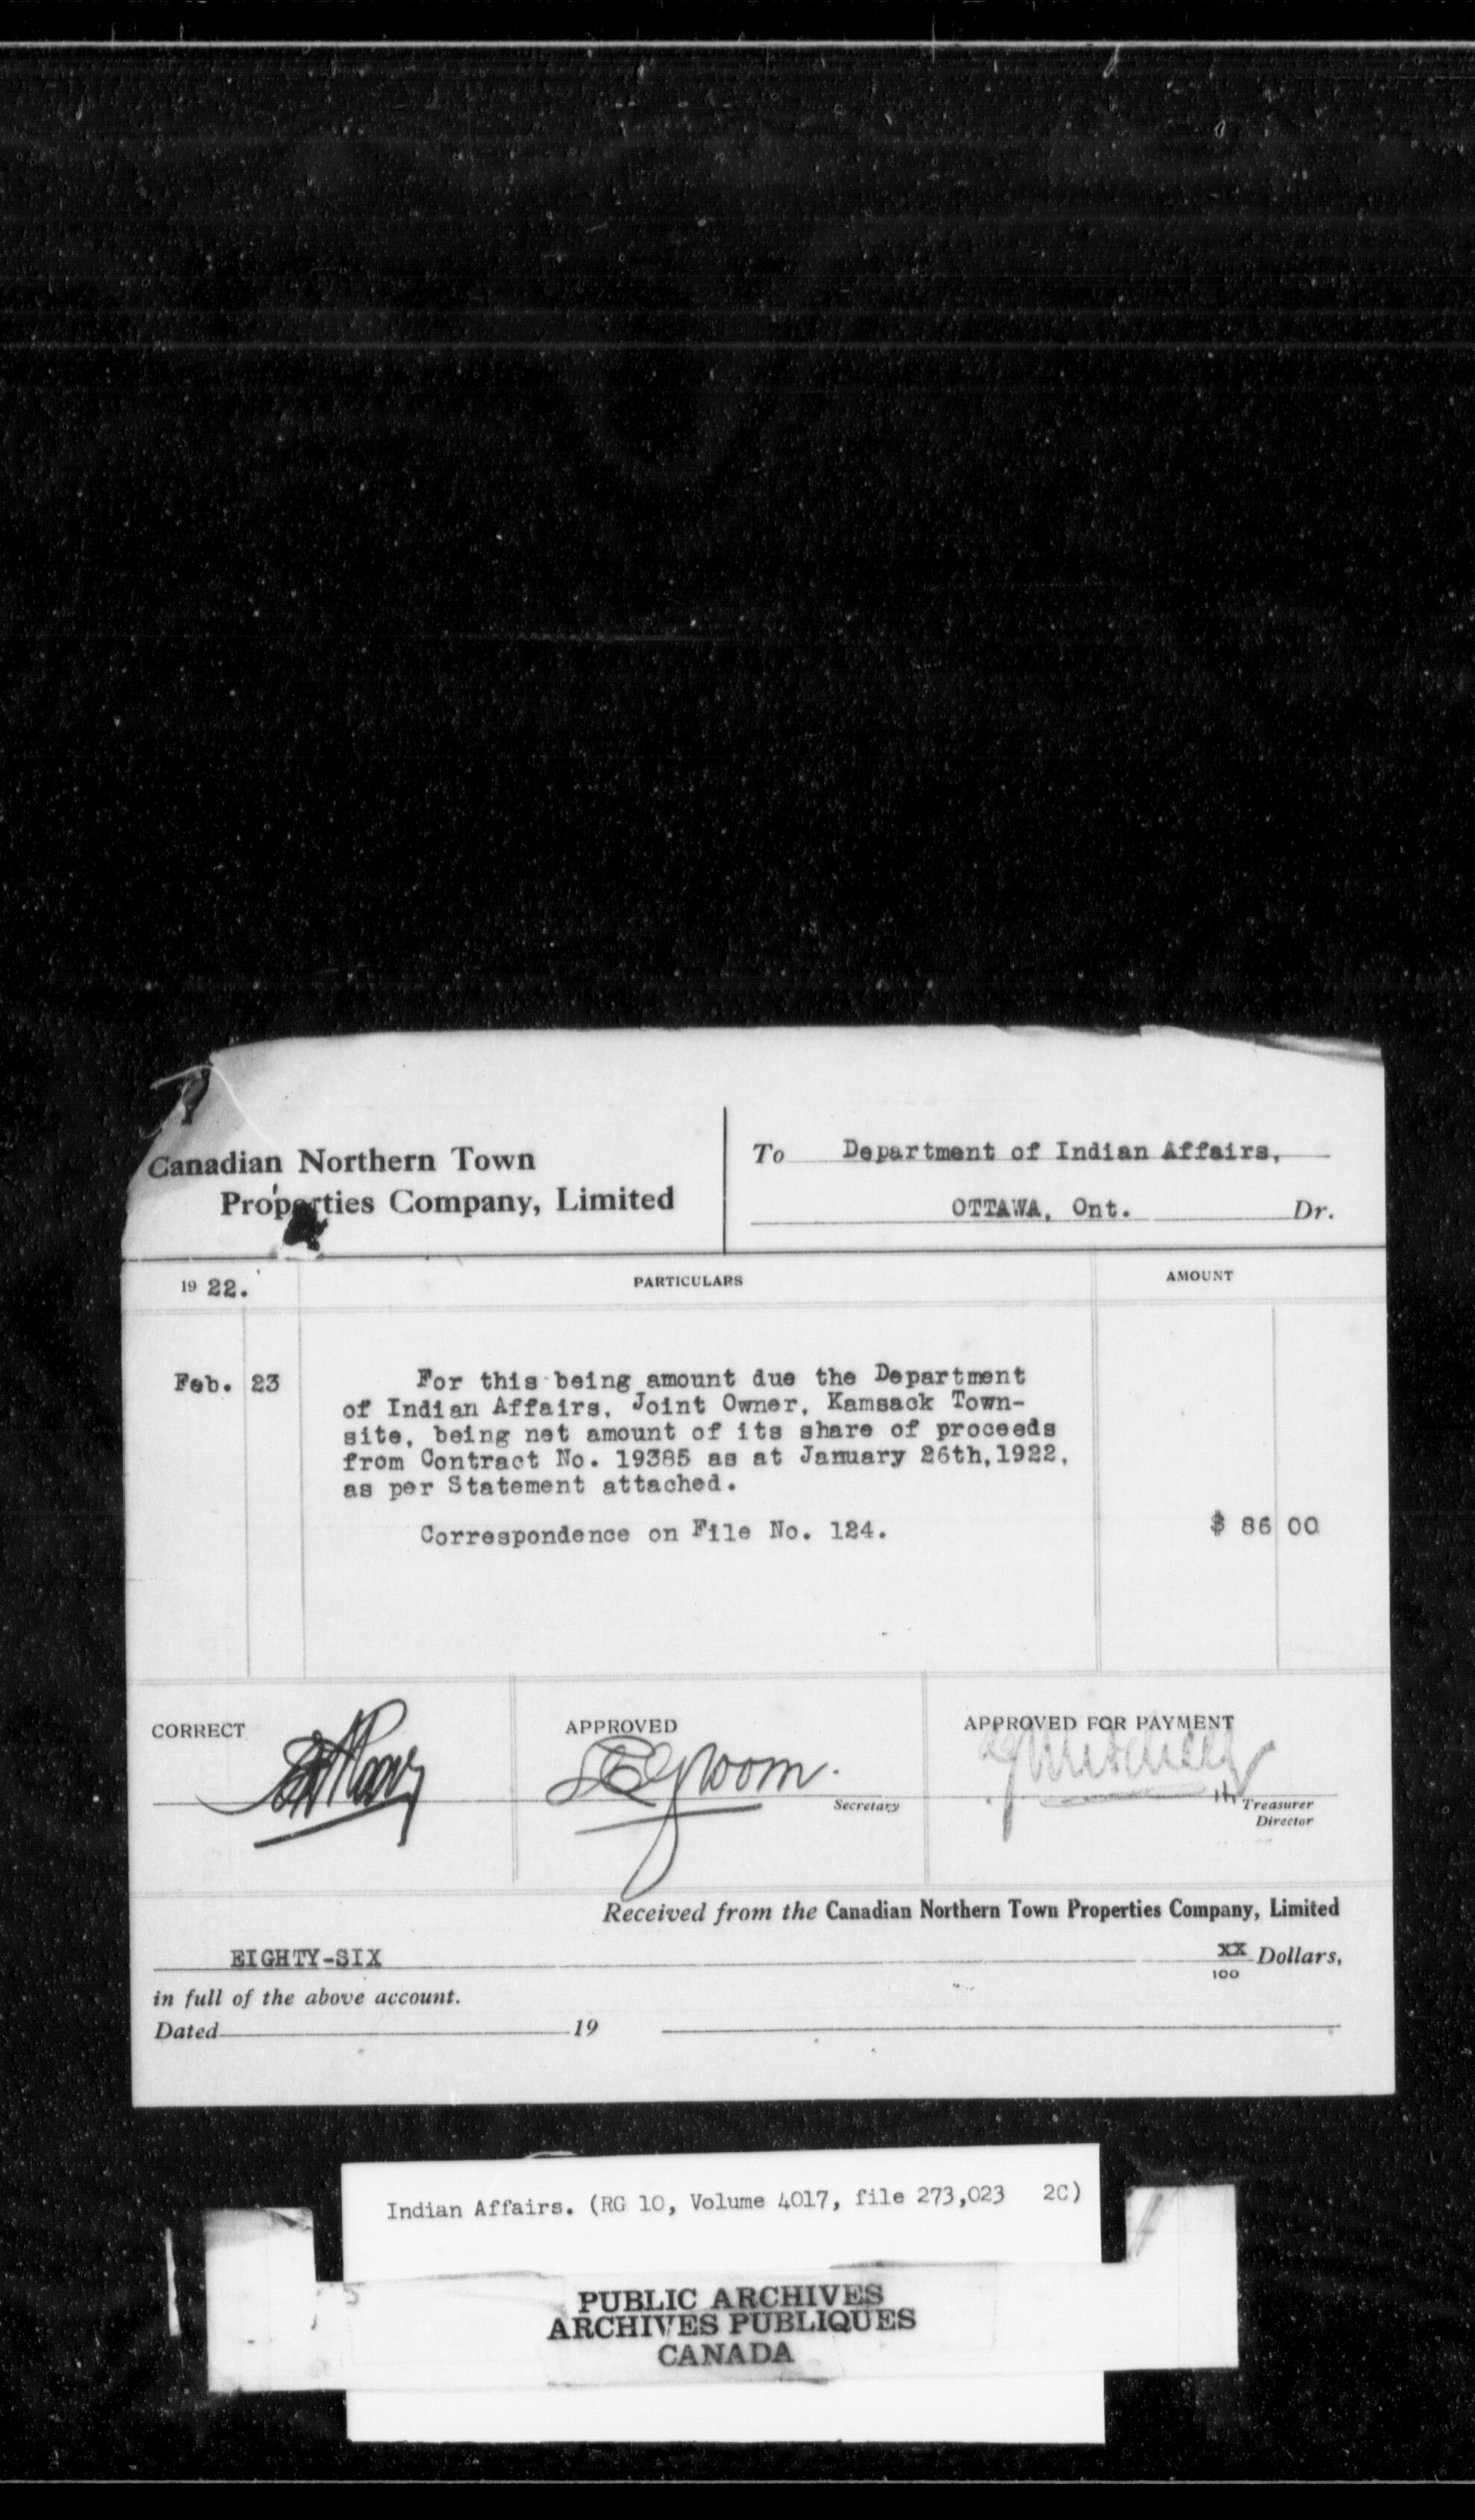 Canadian Northern Town
Properties Company, Limited
To Department of Indian Affairs,
OTTAWA, Ont. Dr.
1922. PARTICULARS AMOUNT
Feb. 23 For this being amount due the Department
of Indian Affairs, Joint Owner, Kamsack Town-
site, being net amount of its share of proceeds
from Contract No. 19385 as at January 26th, 1922,
as per Statement attached.
Correspondence on File No. 124. $ 86 00
CORRECT APPROVED APPROVED FOR PAYMENT
Groom.
Secretary
Treasurer
Director
Received from the Canadian Northern Town Properties Company, Limited
EIGHTY-SIX XX/100 Dollars,
in full of the above account.
Dated 19
Indian Affairs. (RG 10, Volume 4017, file 273,023 2C)
PUBLIC ARCHIVES
ARCHIVES PUBLIQUES
CANADA